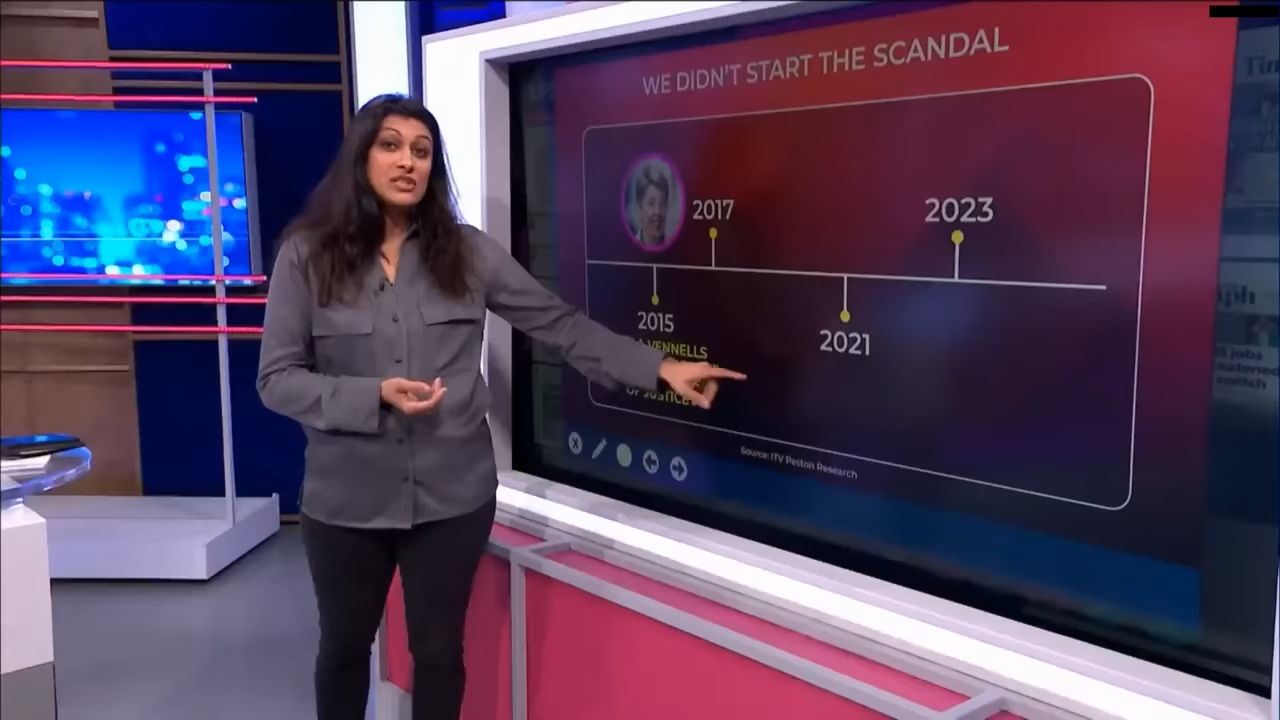 WE DIDN'T START THE SCANDAL
2017
2023
2015
2021
VENNELLS
OF JUSTICE
Source: ITV Peston Research